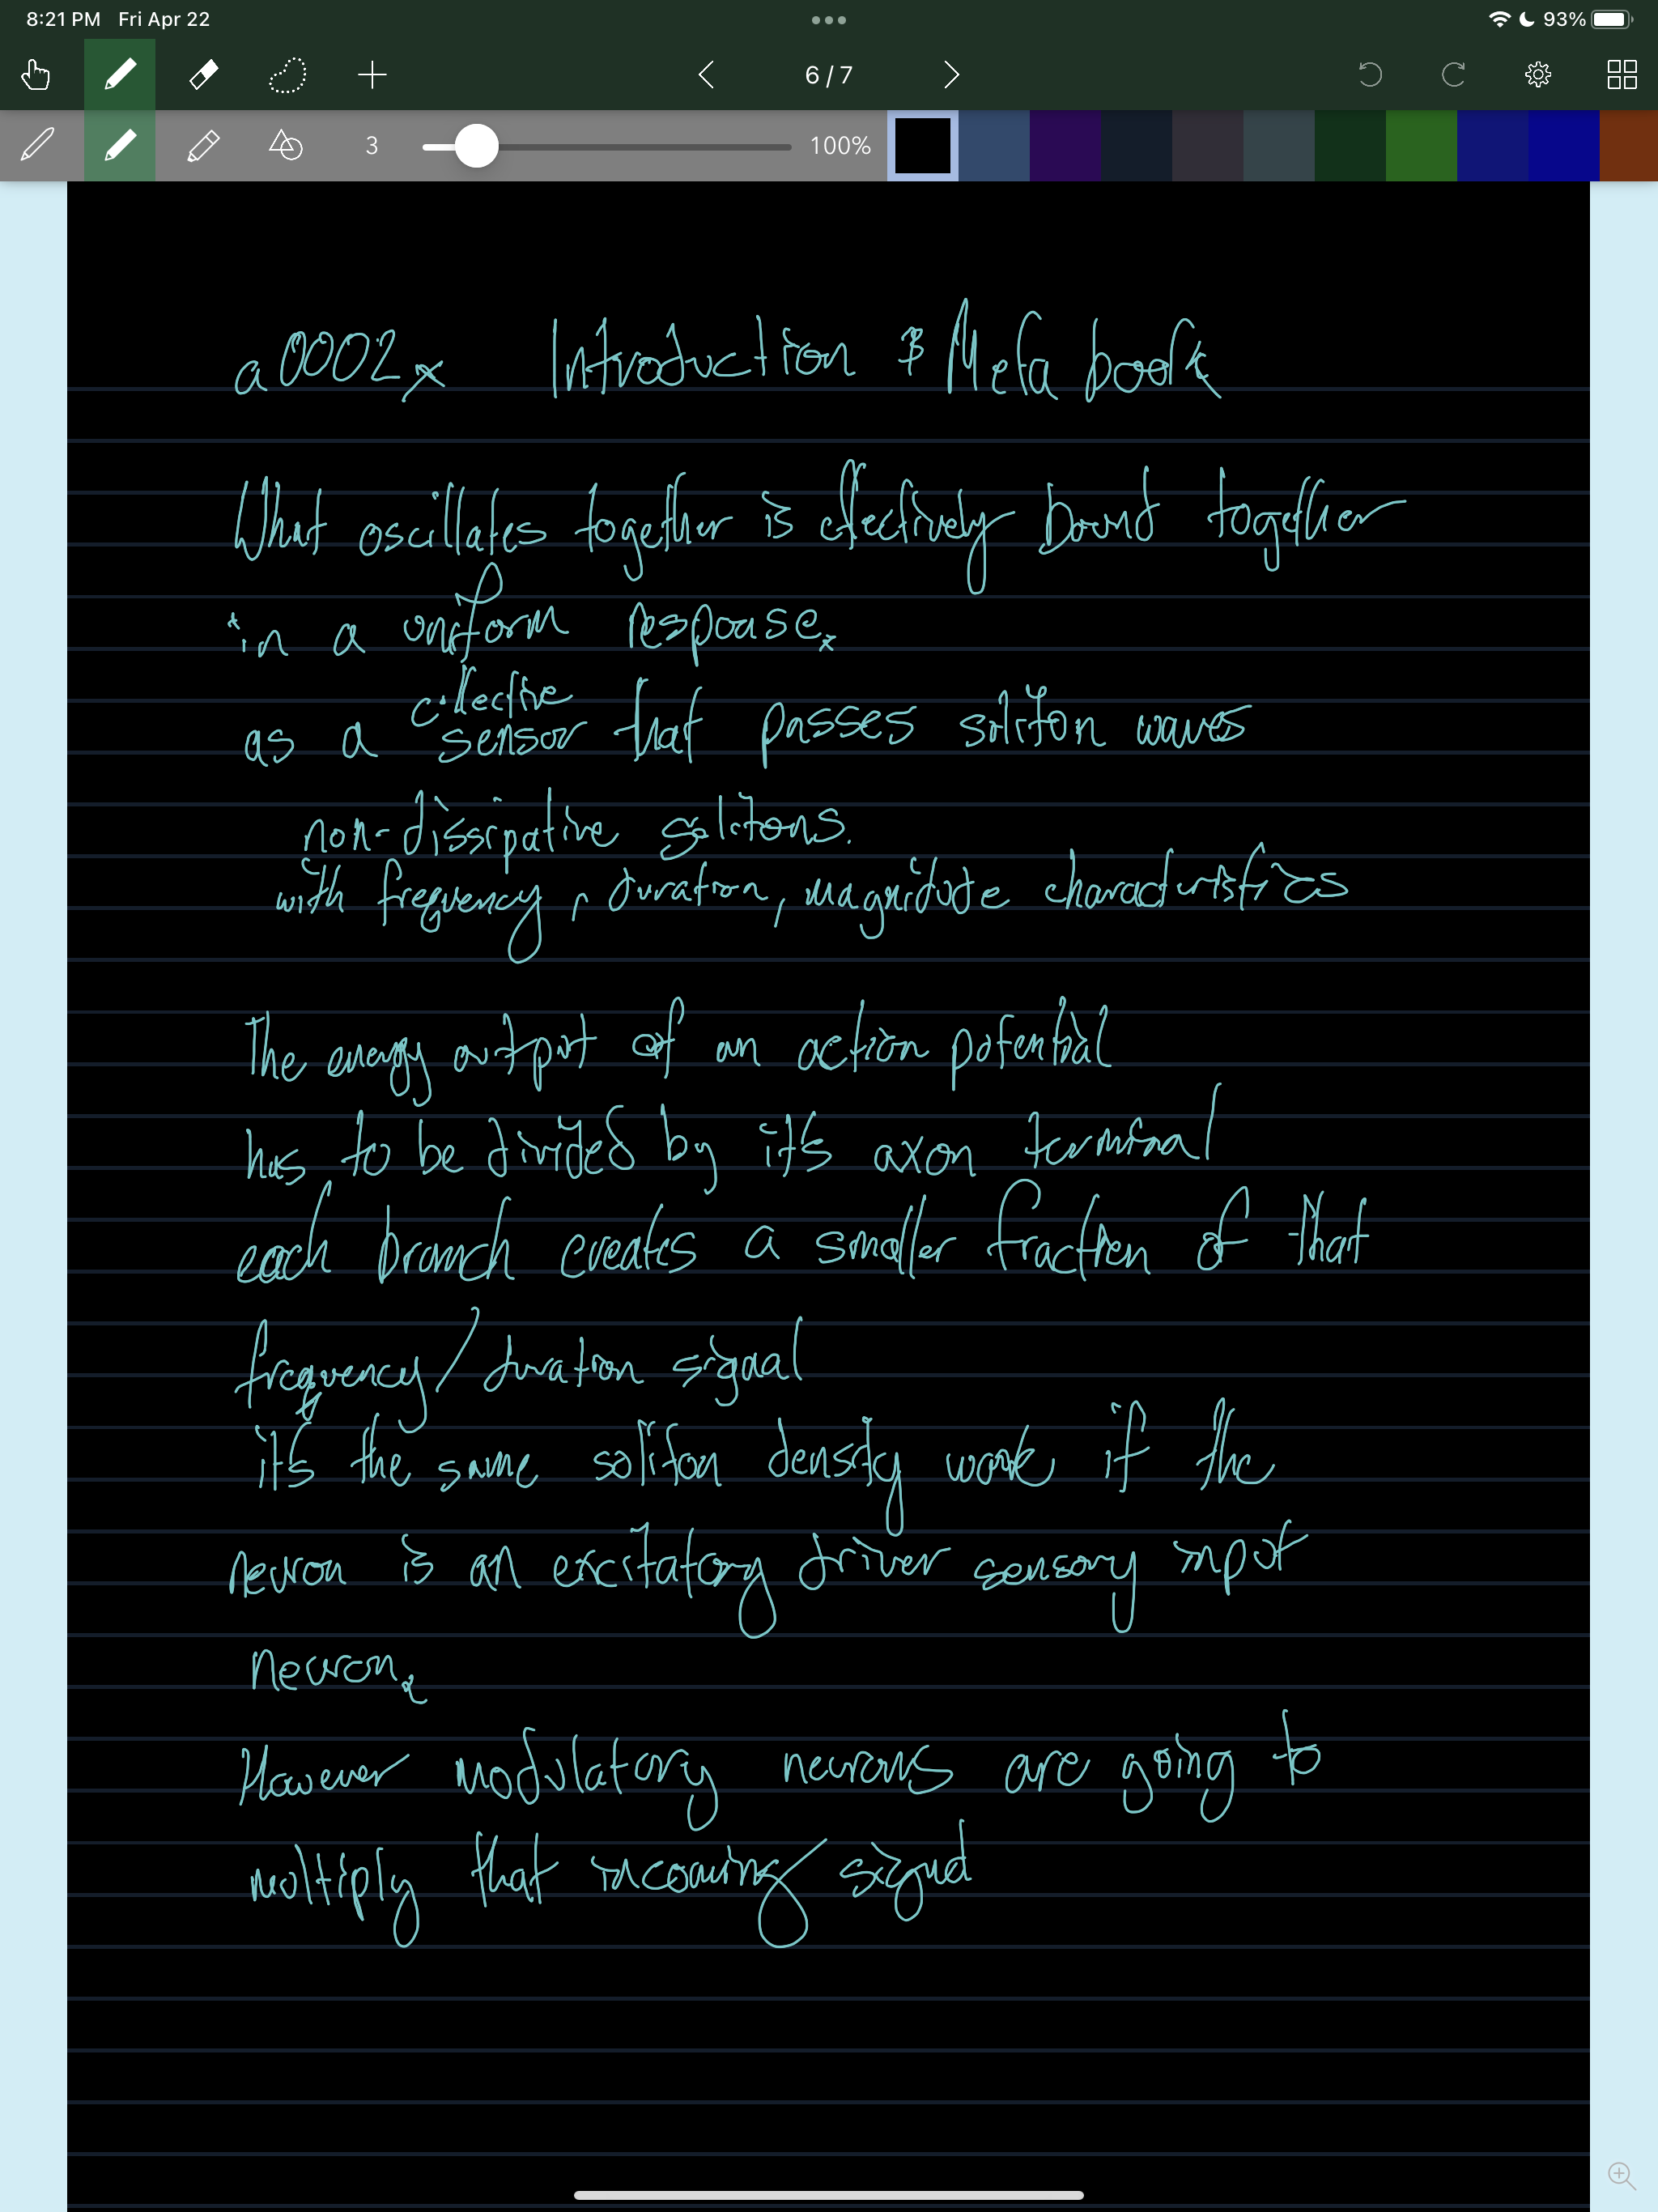 8:21 PM Fri Apr 22
93%
6/7
3
100%
a0002x Introduction & Meta book
What oscillates together is effectively bound together
in a uniform response.
as a collective sensor that passes soliton waves
non-dissipative solitons.
with frequency, duration, magnitude characteristics
The energy output of an action potential
has to be divided by it's axon terminal
each branch creates a smaller fraction of that
frequency/duration signal
it's the same soliton density if the
neuron is an excitatory driver sensory input
neuron.
However modulatory neurons are going to
multiply that incoming signal